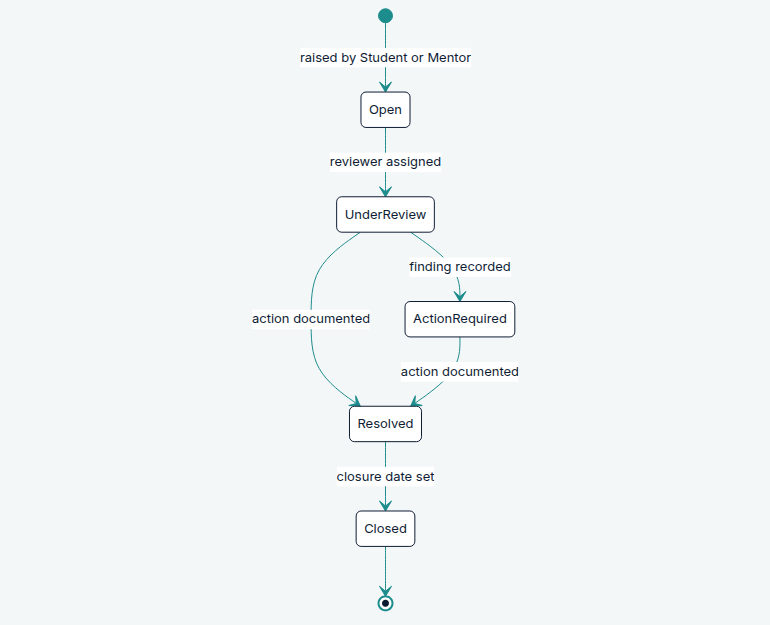 raised by Student or Mentor
Open
reviewer assigned
UnderReview
finding recorded
action documented
ActionRequired
action documented
Resolved
closure date set
Closed